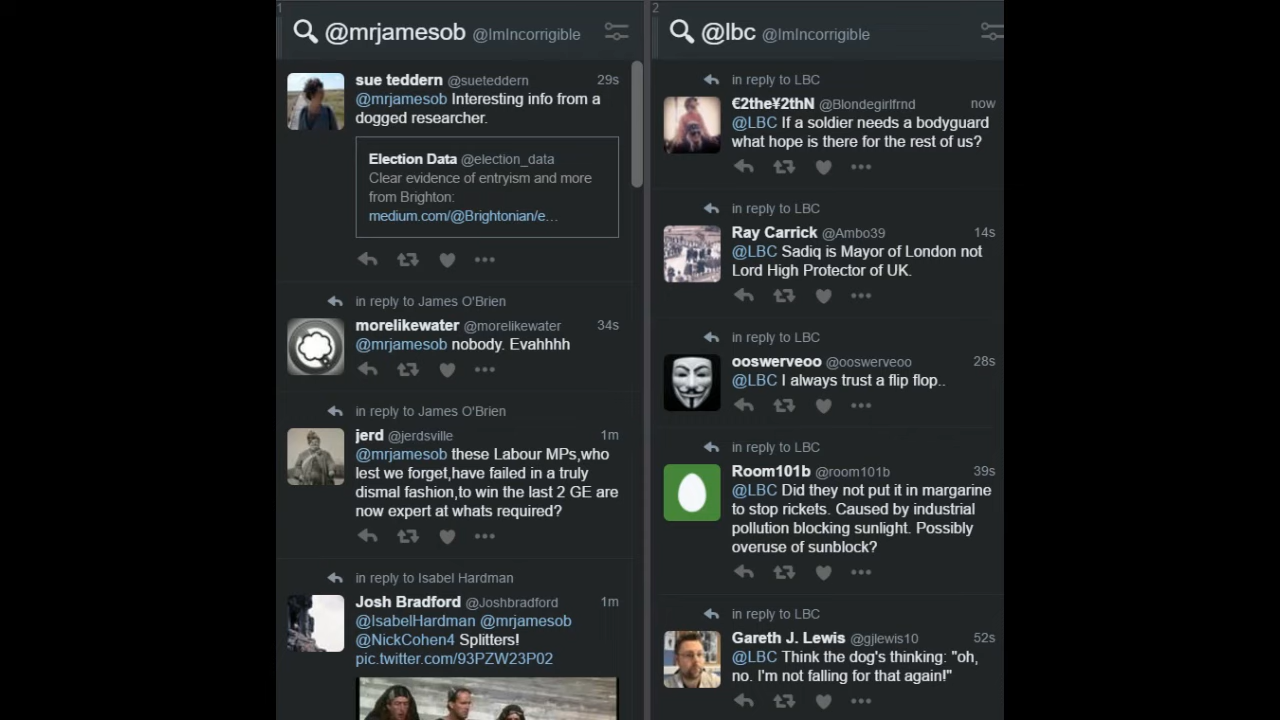 1
@mrjamesob @ImIncorrigible
sue teddern @sueteddern 29s
@mrjamesob Interesting info from a
dogged researcher.
Election Data @election_data
Clear evidence of entryism and more
from Brighton:
medium.com/@Brightonian/e…
in reply to James O'Brien
morelikewater @morelikewater 34s
@mrjamesob nobody. Evahhhh
in reply to James O'Brien
jerd @jerdsville 1m
@mrjamesob these Labour MPs,who
lest we forget,have failed in a truly
dismal fashion,to win the last 2 GE are
now expert at whats required?
in reply to Isabel Hardman
Josh Bradford @Joshbradford 1m
@IsabelHardman @mrjamesob
@NickCohen4 Splitters!
pic.twitter.com/93PZW23P02
2
@lbc @ImIncorrigible
in reply to LBC
€2the¥2thN @Blondegirlfrnd now
@LBC If a soldier needs a bodyguard
what hope is there for the rest of us?
in reply to LBC
Ray Carrick @Ambo39 14s
@LBC Sadiq is Mayor of London not
Lord High Protector of UK.
in reply to LBC
ooswerveoo @ooswerveoo 28s
@LBC I always trust a flip flop..
in reply to LBC
Room101b @room101b 39s
@LBC Did they not put it in margarine
to stop rickets. Caused by industrial
pollution blocking sunlight. Possibly
overuse of sunblock?
in reply to LBC
Gareth J. Lewis @gjlewis10 52s
@LBC Think the dog's thinking: "oh,
no. I'm not falling for that again!"